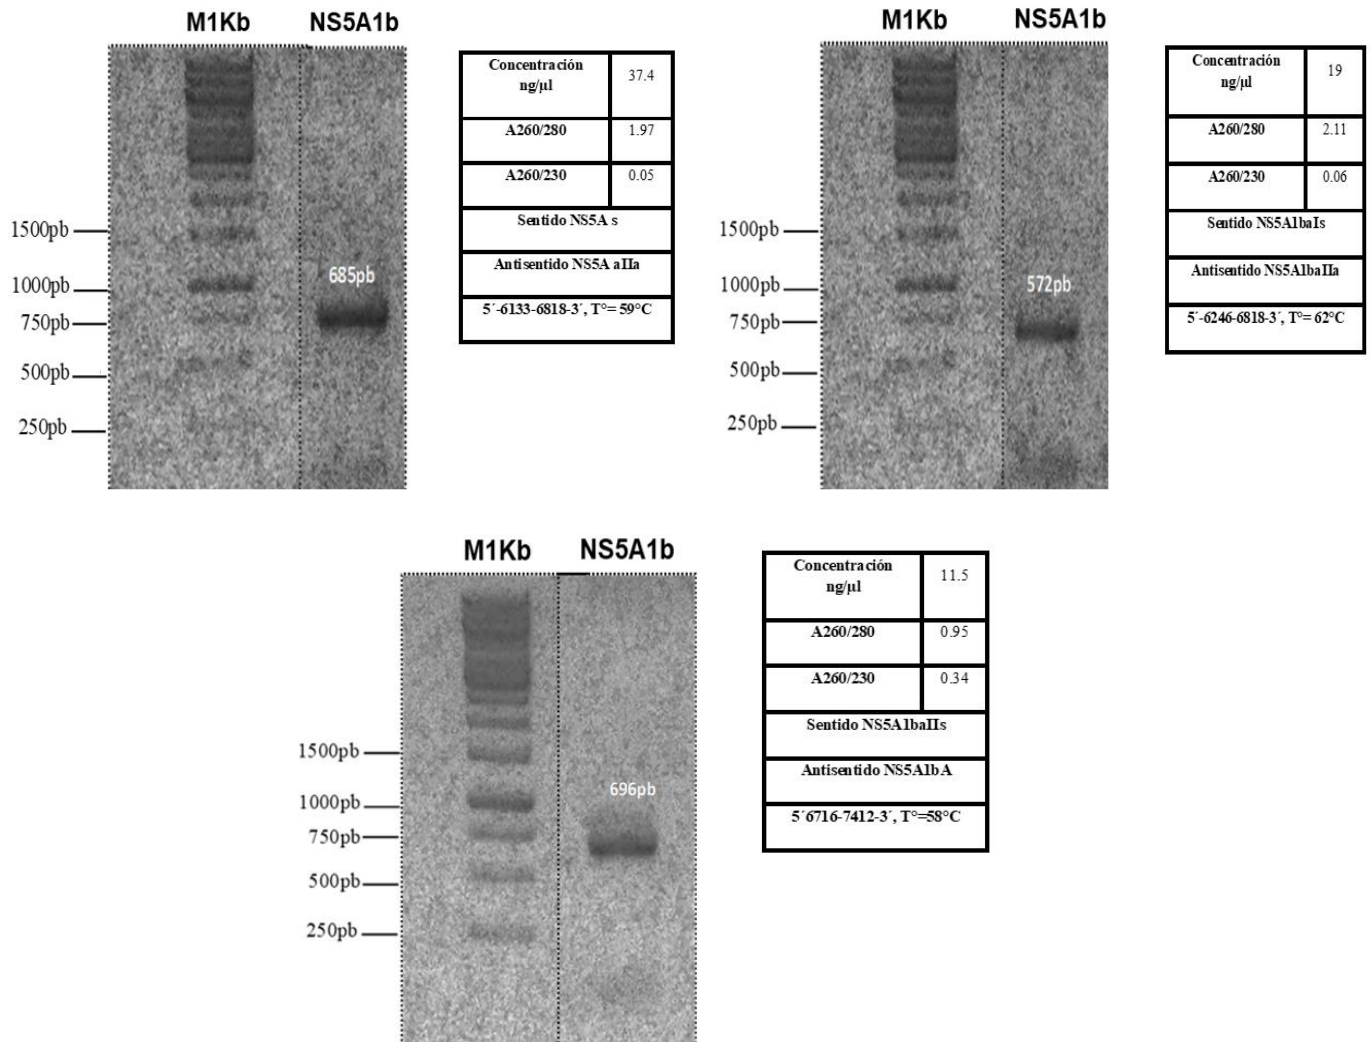 M1Kb NS5A1b
1500pb
1000pb
750pb
500pb
250pb
685pb
Concentración
ng/µl
37.4
A260/280
1.97
A260/230
0.05
Sentido NS5A s
Antisentido NS5A aIIa
5´-6133-6818-3´, T°= 59°C
M1Kb NS5A1b
1500pb
1000pb
750pb
500pb
250pb
572pb
Concentración
ng/µl
19
A260/280
2.11
A260/230
0.06
Sentido NS5A1baIs
Antisentido NS5A1baIIa
5´-6246-6818-3´, T°= 62°C
M1Kb NS5A1b
1500pb
1000pb
750pb
500pb
250pb
696pb
Concentración
ng/µl
11.5
A260/280
0.95
A260/230
0.34
Sentido NS5A1baIIs
Antisentido NS5A1bA
5´6716-7412-3´, T°=58°C